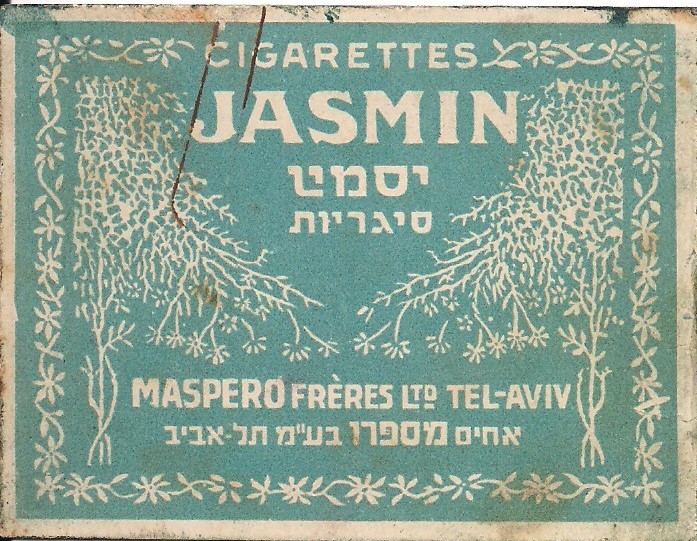 CIGARETTES
JASMIN
יסמין
סיגריות
MASPERO FRÈRES LTD TEL-AVIV
אחים מספרו בע"מ תל-אביב